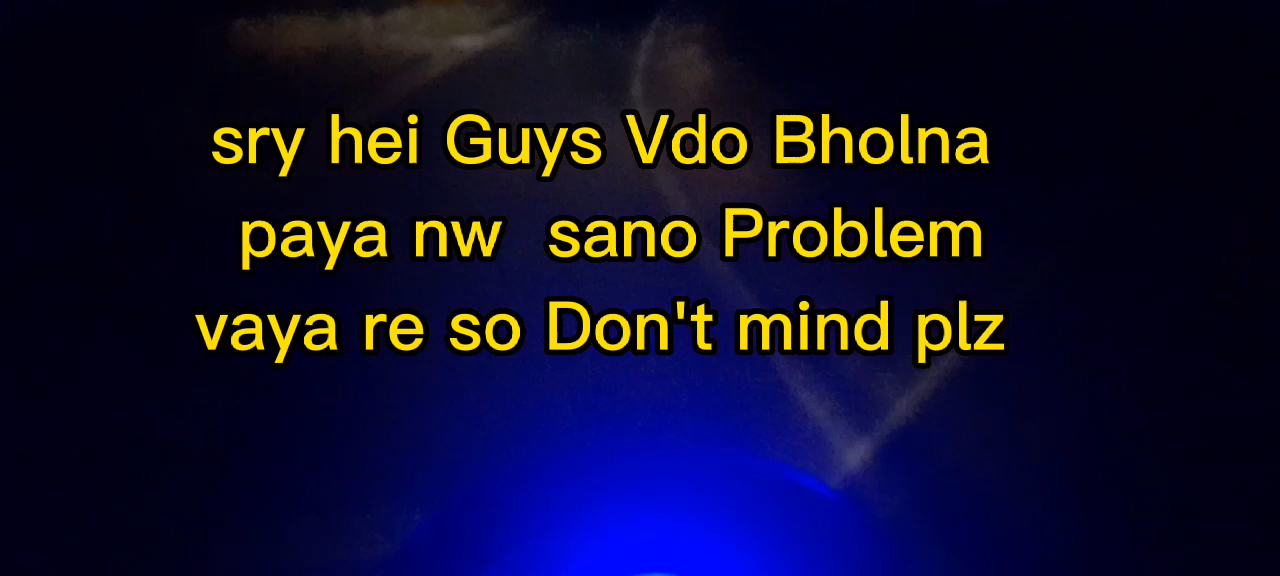 sry hei Guys Vdo Bholna
paya nw sano Problem
vaya re so Don't mind plz